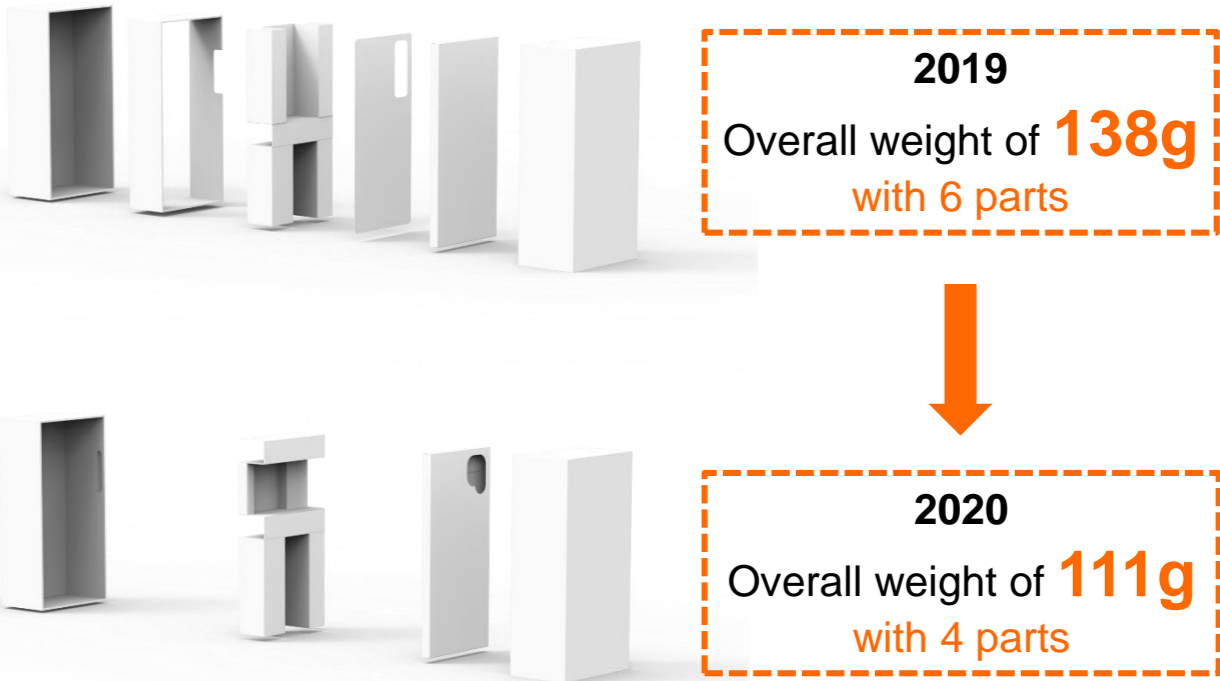 2019
Overall weight of 138g
with 6 parts
2020
Overall weight of 111g
with 4 parts